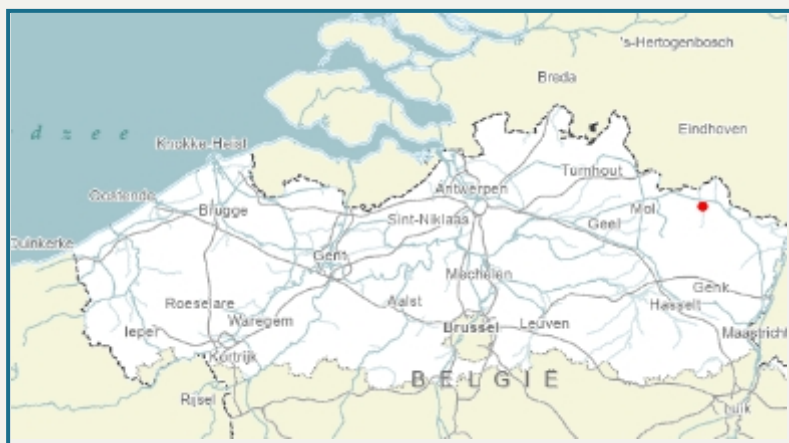 's-Hertogenbosch
Breda
d z e e
Eindhoven
Knokke-Heist
Turnhout
Antwerpen
Oostende
Mol
Brugge
Sint-Niklaas
Geel
Duinkerke
Gent
Mechelen
Genk
Roeselare
Aalst
Hasselt
Waregem
Ieper
Brussel
Leuven
Maastricht
Kortrijk
BELGIË
Rijsel
Luik